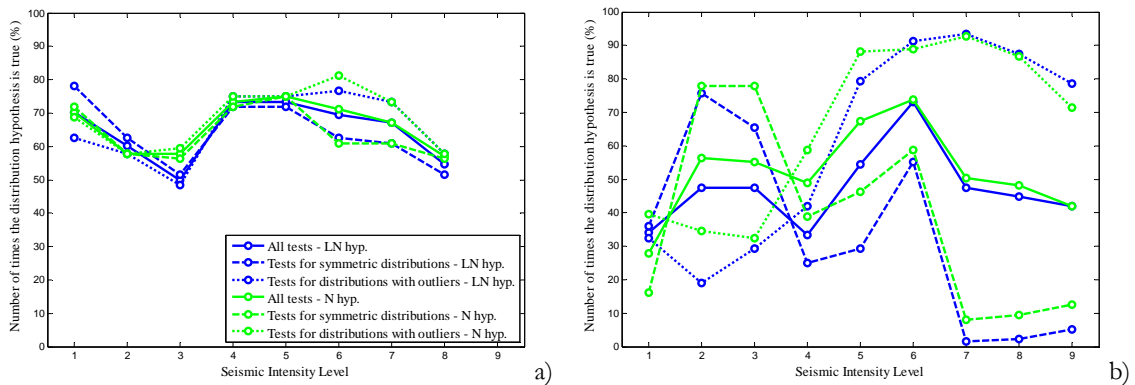 Number of times the distribution hypothesis is true (%)
100
90
80
70
60
50
40
30
20
10
0
All tests - LN hyp.
Tests for symmetric distributions - LN hyp.
Tests for distributions with outliers - LN hyp.
All tests - N hyp.
Tests for symmetric distributions - N hyp.
Tests for distributions with outliers - N hyp.
1 2 3 4 5 6 7 8 9
Seismic Intensity Level
a)
Number of times the distribution hypothesis is true (%)
100
90
80
70
60
50
40
30
20
10
0
1 2 3 4 5 6 7 8 9
Seismic Intensity Level
b)